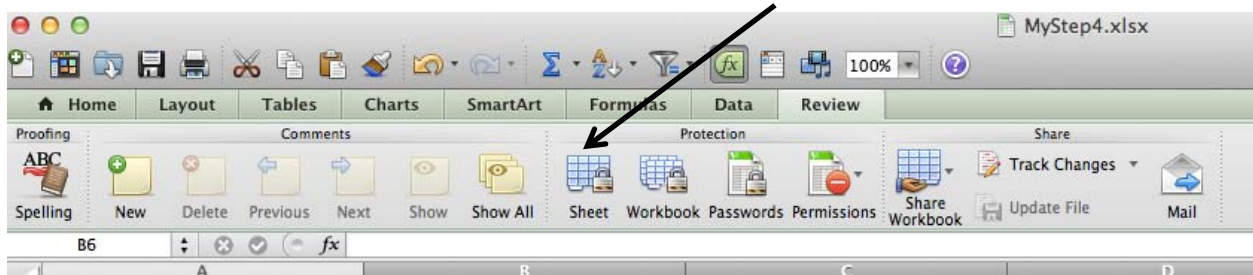 MyStep4.xlsx
fx 100% ?
Home Layout Tables Charts SmartArt Formulas Data Review
Proofing Comments Protection Share
ABC
Track Changes
Spelling New Delete Previous Next Show Show All Sheet Workbook Passwords Permissions Share Workbook Update File Mail
B6 fx
A B C D